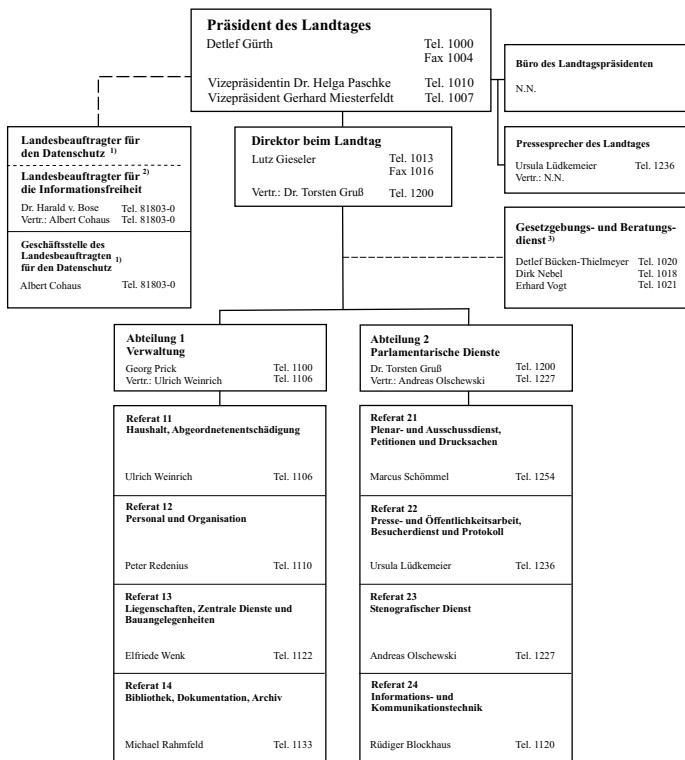 Präsident des Landtages
Detlef Gürth Tel. 1000
Fax 1004
Vizepräsidentin Dr. Helga Paschke Tel. 1010
Vizepräsident Gerhard Miesterfeldt Tel. 1007
Büro des Landtagspräsidenten
N.N.
Pressesprecher des Landtages
Ursula Lüdkemeier Tel. 1236
Vertr.: N.N.
Landesbeauftragter für
den Datenschutz 1)
Landesbeauftragter für 2)
die Informationsfreiheit
Dr. Harald v. Bose Tel. 81803-0
Vertr.: Albert Cohaus Tel. 81803-0
Geschäftsstelle des
Landesbeauftragten 1)
für den Datenschutz
Albert Cohaus Tel. 81803-0
Direktor beim Landtag
Lutz Gieseler Tel. 1013
Fax 1016
Vertr.: Dr. Torsten Gruß Tel. 1200
Gesetzgebungs- und Beratungs-
dienst 3)
Detlef Bücken-Thielmeyer Tel. 1020
Dirk Nebel Tel. 1018
Erhard Vogt Tel. 1021
Abteilung 1
Verwaltung
Georg Prick Tel. 1100
Vertr.: Ulrich Weinrich Tel. 1106
Referat 11
Haushalt, Abgeordnetenentschädigung
Ulrich Weinrich Tel. 1106
Referat 12
Personal und Organisation
Peter Redenius Tel. 1110
Referat 13
Liegenschaften, Zentrale Dienste und
Bauangelegenheiten
Elfriede Wenk Tel. 1122
Referat 14
Bibliothek, Dokumentation, Archiv
Michael Rahmfeld Tel. 1133
Abteilung 2
Parlamentarische Dienste
Dr. Torsten Gruß Tel. 1200
Vertr.: Andreas Olschewski Tel. 1227
Referat 21
Plenar- und Ausschussdienst,
Petitionen und Drucksachen
Marcus Schömmel Tel. 1254
Referat 22
Presse- und Öffentlichkeitsarbeit,
Besucherdienst und Protokoll
Ursula Lüdkemeier Tel. 1236
Referat 23
Stenografischer Dienst
Andreas Olschewski Tel. 1227
Referat 24
Informations- und
Kommunikationstechnik
Rüdiger Blockhaus Tel. 1120